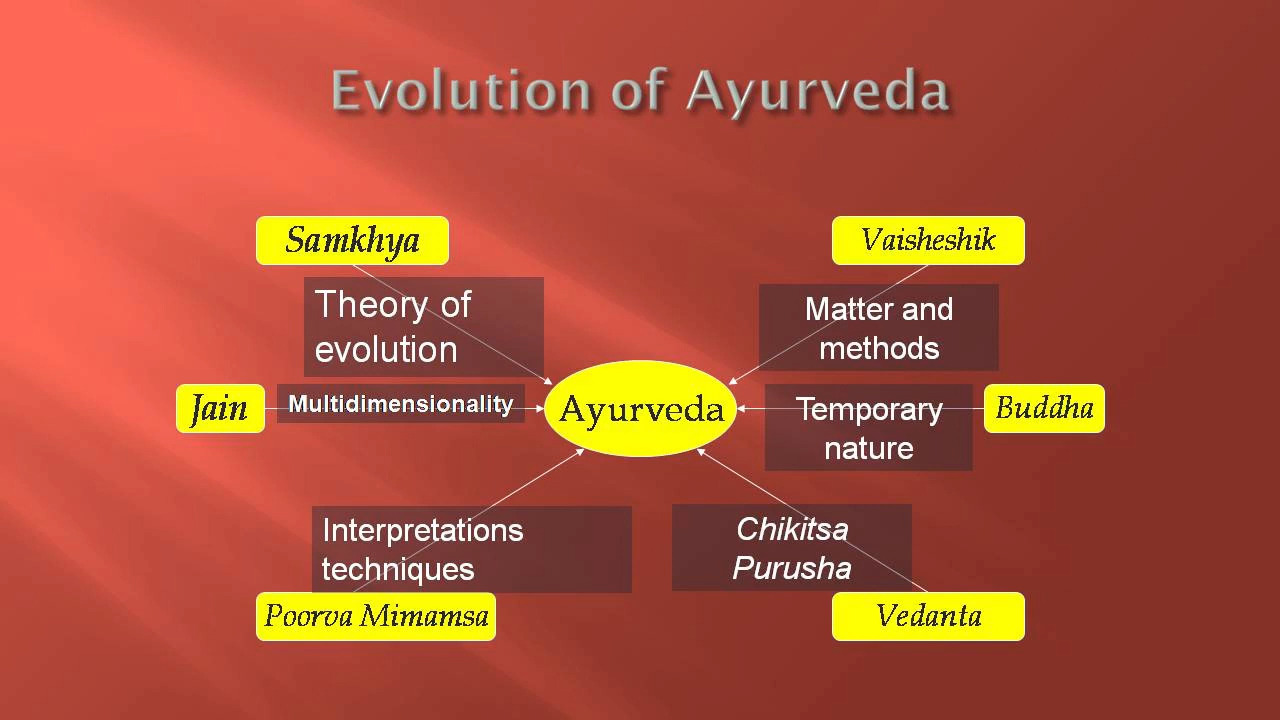 Evolution of Ayurveda
Samkhya
Vaisheshik
Theory of
evolution
Matter and
methods
Jain
Multidimensionality
Ayurveda
Temporary
nature
Buddha
Interpretations
techniques
Chikitsa
Purusha
Poorva Mimamsa
Vedanta